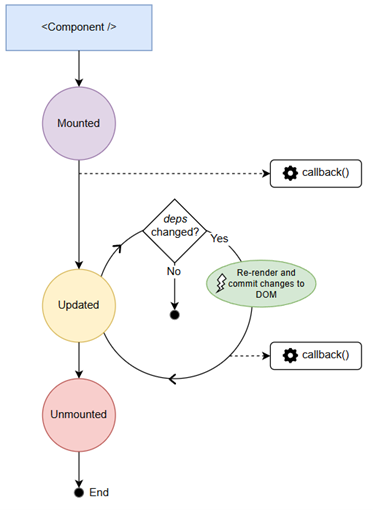 <Component />
Mounted
callback()
deps
changed?
Yes
No
Re-render and
commit changes to
DOM
Updated
callback()
Unmounted
End